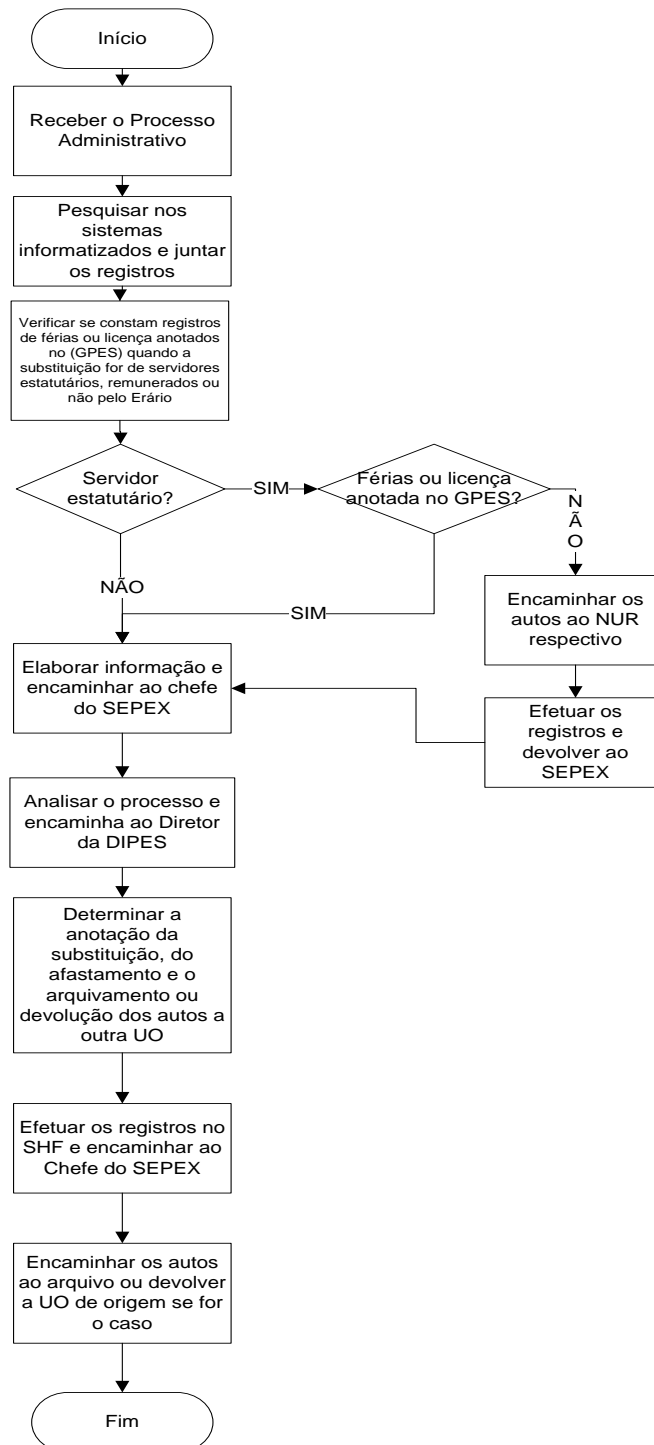 Início
Receber o Processo
Administrativo
Pesquisar nos
sistemas
informatizados e juntar
os registros
Verificar se constam registros
de férias ou licença anotados
no (GPES) quando a
substituição for de servidores
estatutários, remunerados ou
não pelo Erário
Servidor
estatutário?
SIM
Férias ou licença
anotada no GPES?
N
Ã
O
NÃO
SIM
Encaminhar os
autos ao NUR
respectivo
Efetuar os
registros e
devolver ao
SEPEX
Elaborar informação e
encaminhar ao chefe
do SEPEX
Analisar o processo e
encaminha ao Diretor
da DIPES
Determinar a
anotação da
substituição, do
afastamento e o
arquivamento ou
devolução dos autos a
outra UO
Efetuar os registros no
SHF e encaminhar ao
Chefe do SEPEX
Encaminhar os autos
ao arquivo ou devolver
a UO de origem se for
o caso
Fim